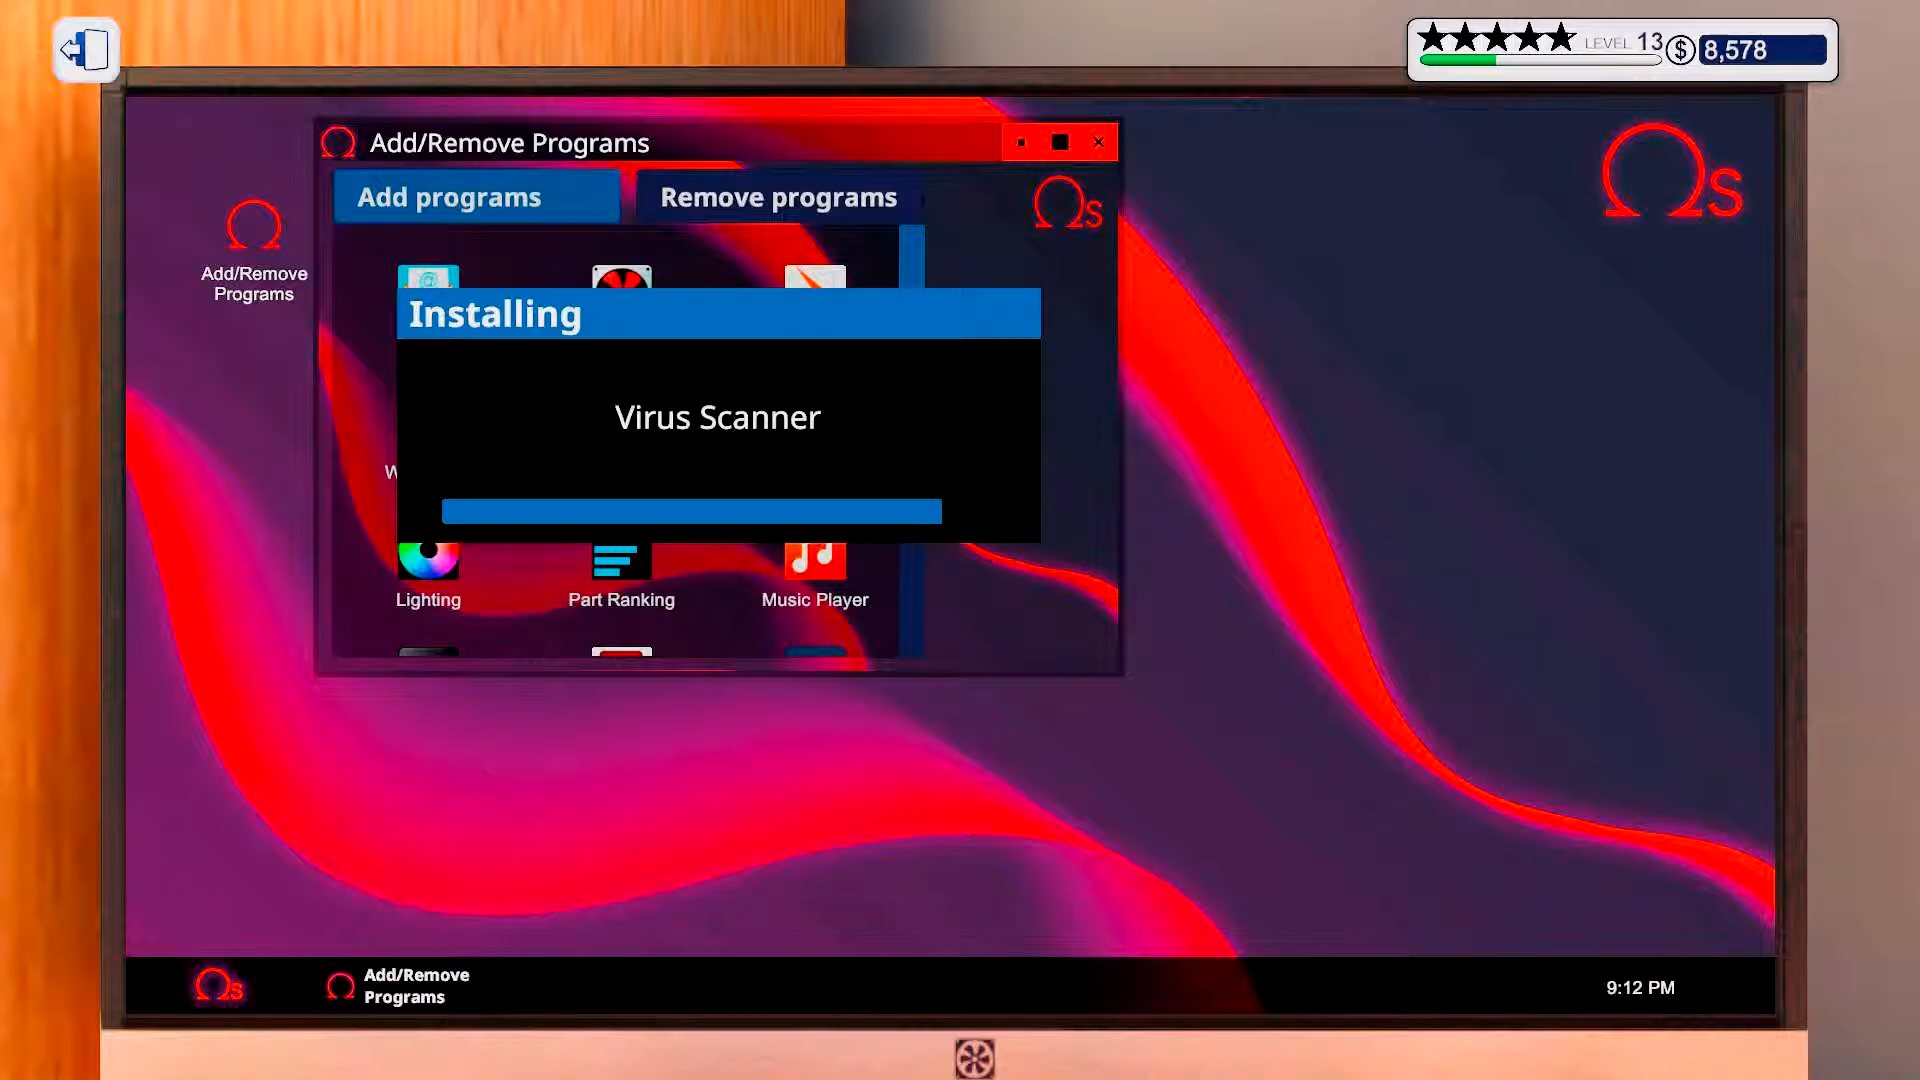 LEVEL 13
$ 8,578
Add/Remove Programs
Add programs
Remove programs
Ωs
Ωs
Add/Remove
Programs
Installing
Virus Scanner
W
Lighting
Part Ranking
Music Player
Ωs
Add/Remove
Programs
9:12 PM